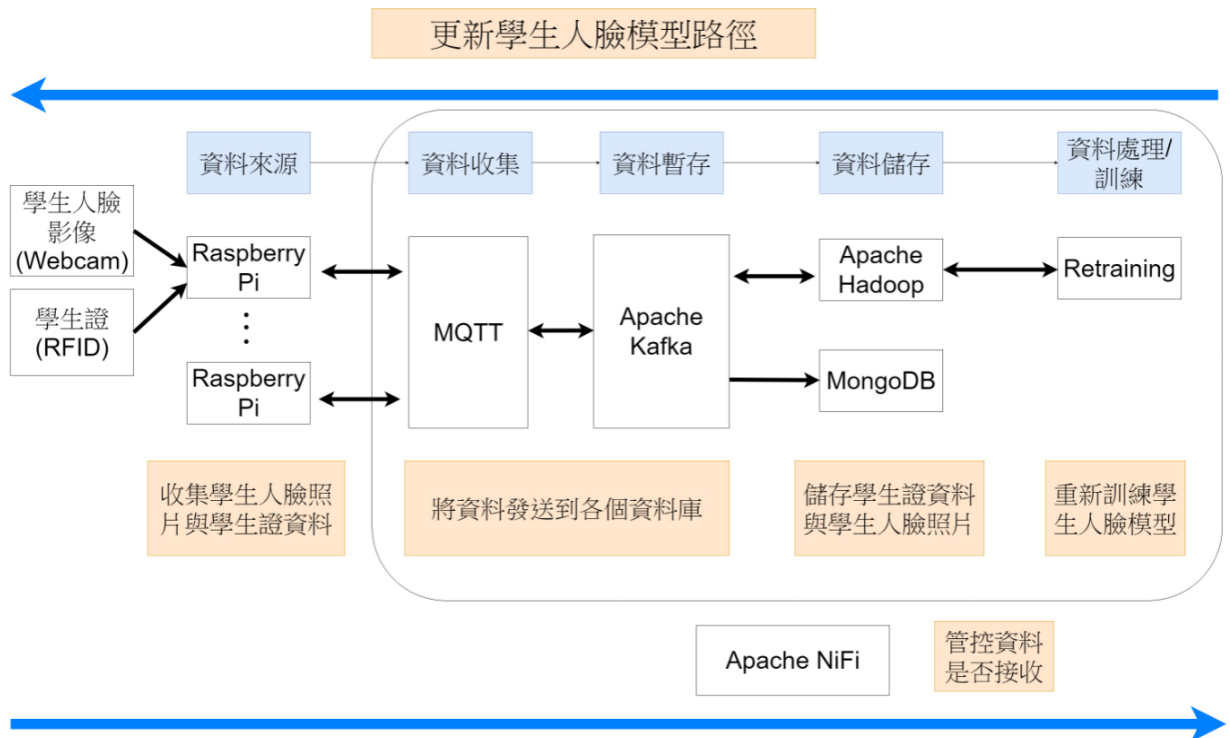 更新學生人臉模型路徑
資料來源
資料收集
資料暫存
資料儲存
資料處理/
訓練
學生人臉
影像
(Webcam)
學生證
(RFID)
Raspberry
Pi
Raspberry
Pi
MQTT
Apache
Kafka
Apache
Hadoop
MongoDB
Retraining
收集學生人臉照
片與學生證資料
將資料發送到各個資料庫
儲存學生證資料
與學生人臉照片
重新訓練學
生人臉模型
Apache NiFi
管控資料
是否接收